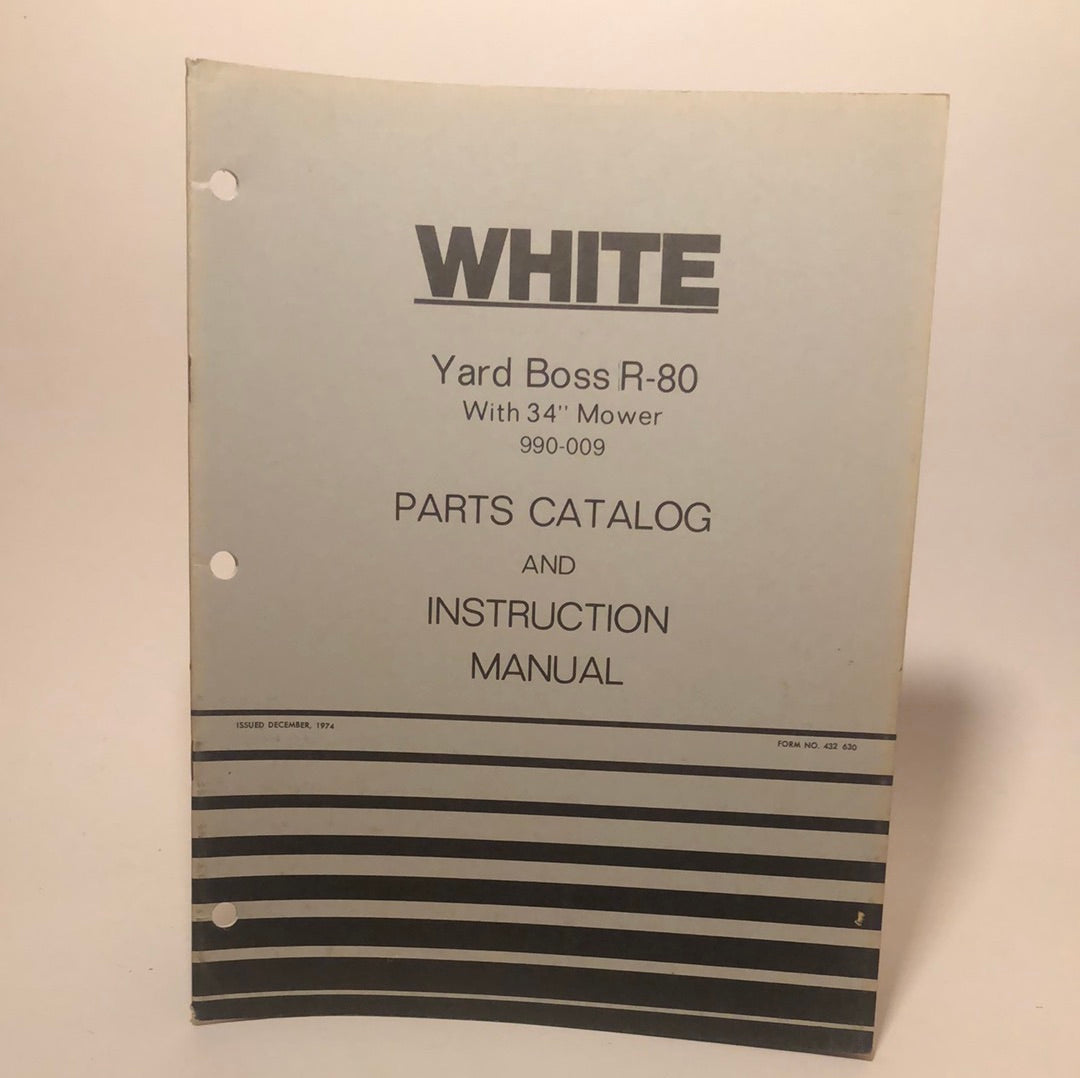 WHITE
Yard Boss R-80
With 34" Mower
990-009
PARTS CATALOG
AND
INSTRUCTION
MANUAL
ISSUED DECEMBER, 1974
FORM NO. 432 630